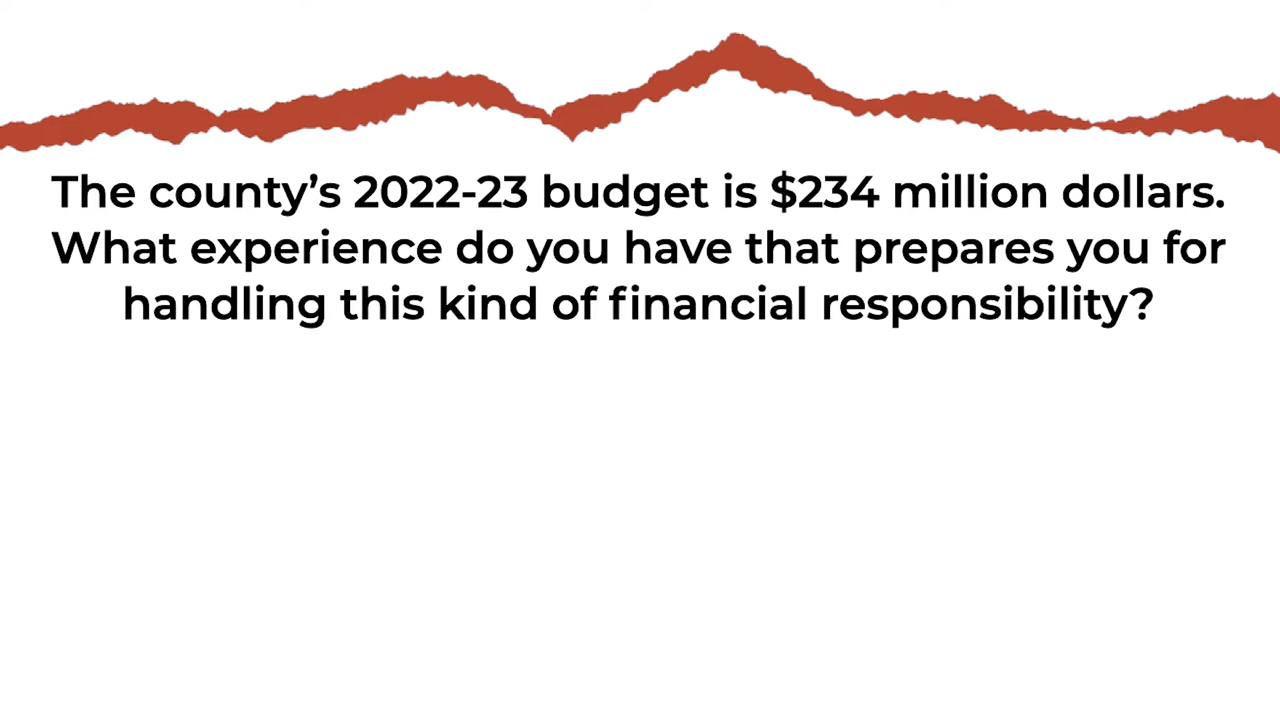 The county’s 2022-23 budget is $234 million dollars.
What experience do you have that prepares you for
handling this kind of financial responsibility?